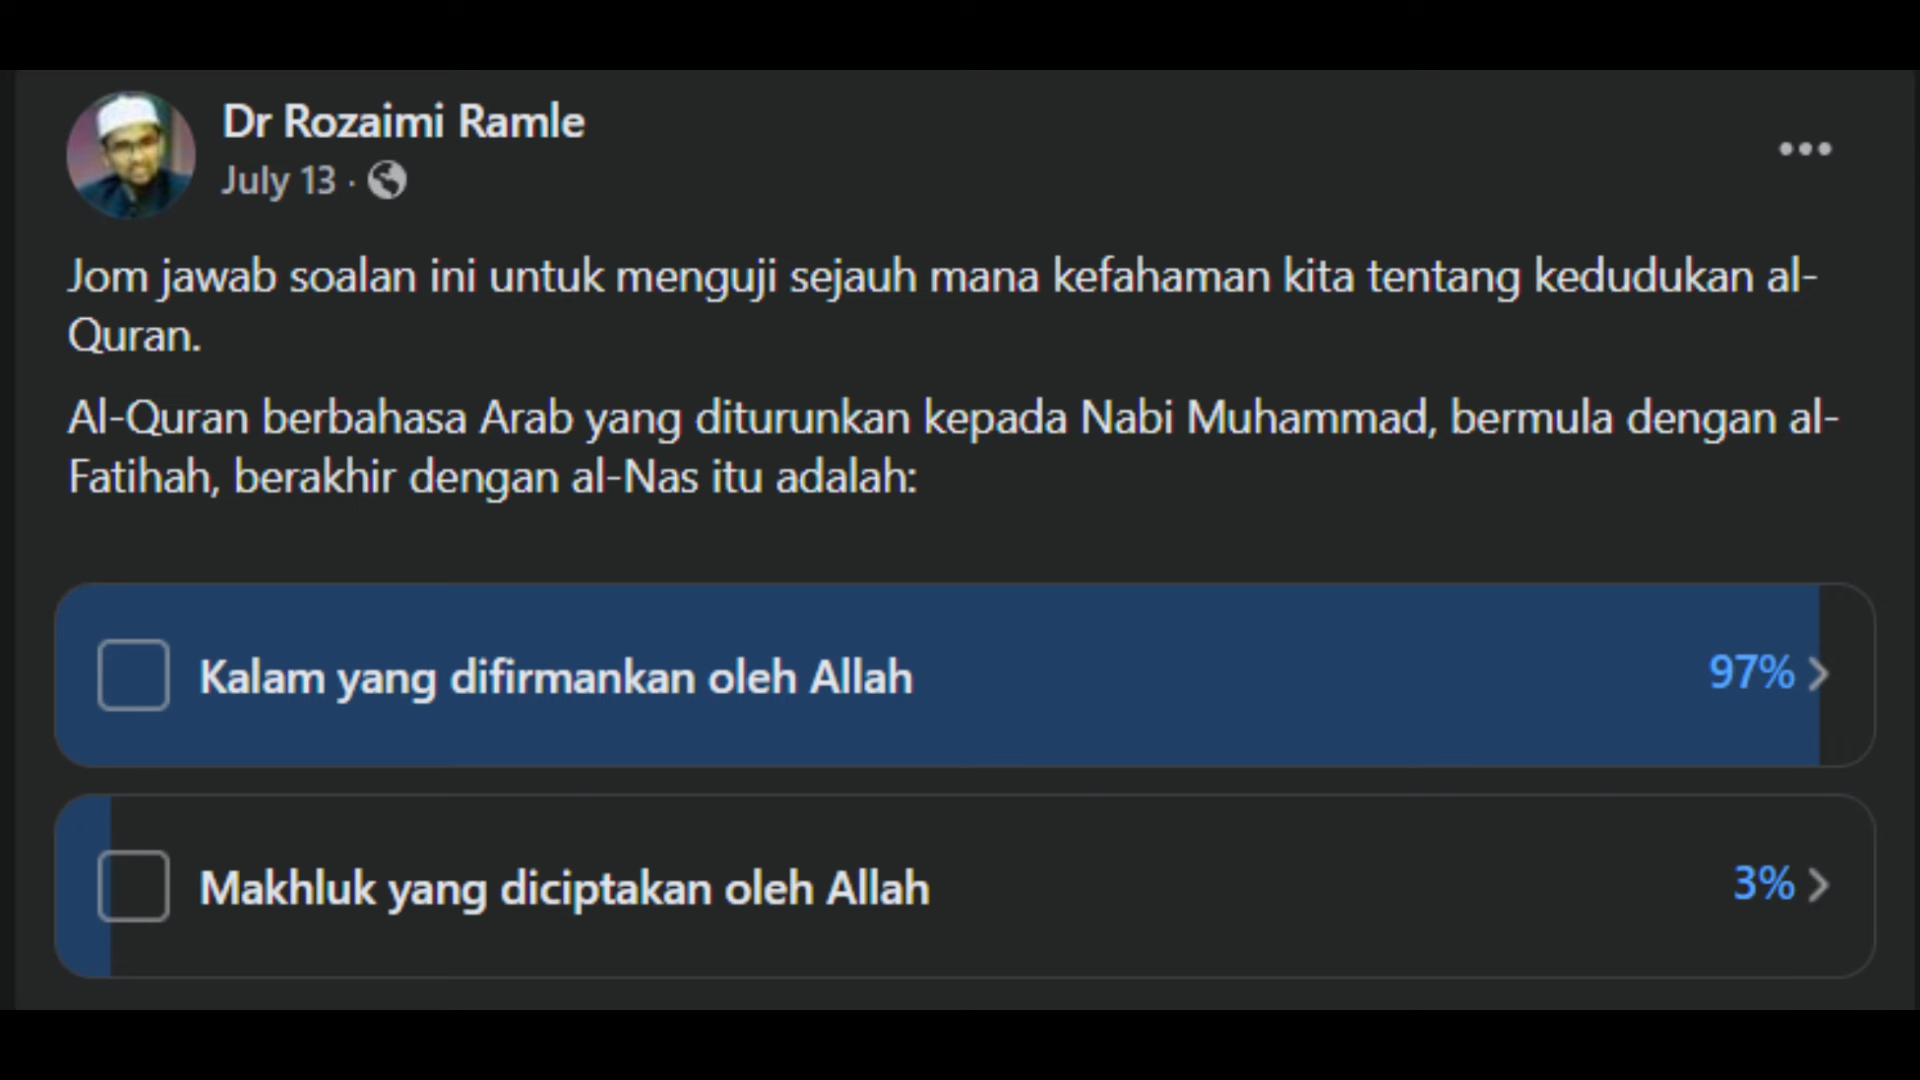 Dr Rozaimi Ramle
July 13 ·
Jom jawab soalan ini untuk menguji sejauh mana kefahaman kita tentang kedudukan al-
Quran.
Al-Quran berbahasa Arab yang diturunkan kepada Nabi Muhammad, bermula dengan al-
Fatihah, berakhir dengan al-Nas itu adalah:
Kalam yang difirmankan oleh Allah 97%
Makhluk yang diciptakan oleh Allah 3%